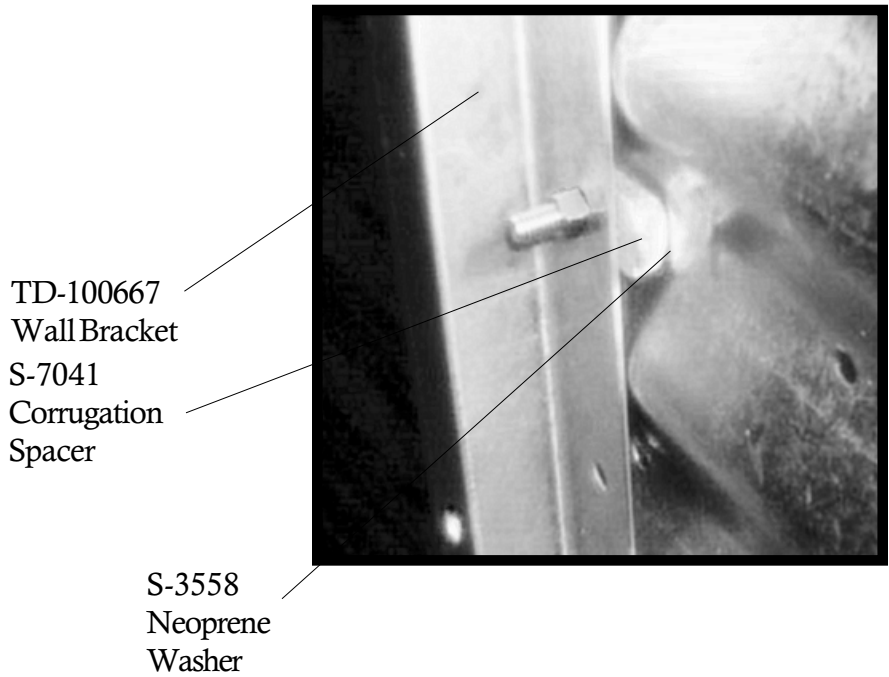 TD-100667
Wall Bracket
S-7041
Corrugation
Spacer
S-3558
Neoprene
Washer